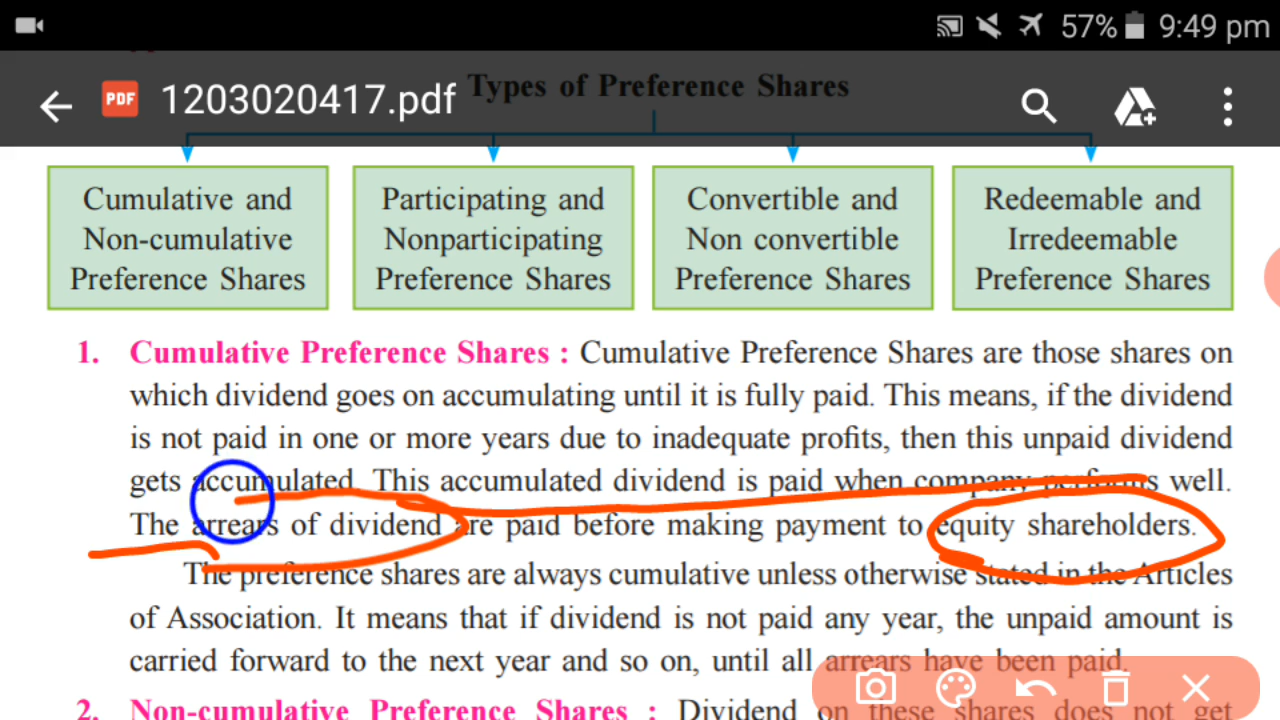 57% 9:49 pm
PDF 1203020417.pdf
Types of Preference Shares
Cumulative and
Non-cumulative
Preference Shares
Participating and
Nonparticipating
Preference Shares
Convertible and
Non convertible
Preference Shares
Redeemable and
Irredeemable
Preference Shares
1. Cumulative Preference Shares : Cumulative Preference Shares are those shares on
which dividend goes on accumulating until it is fully paid. This means, if the dividend
is not paid in one or more years due to inadequate profits, then this unpaid dividend
gets accumulated. This accumulated dividend is paid when company performs well.
The arrears of dividend are paid before making payment to equity shareholders.
The preference shares are always cumulative unless otherwise stated in the Articles
of Association. It means that if dividend is not paid any year, the unpaid amount is
carried forward to the next year and so on, until all arrears have been paid.
2. Non-cumulative Preference Shares : Dividend on these shares does not get